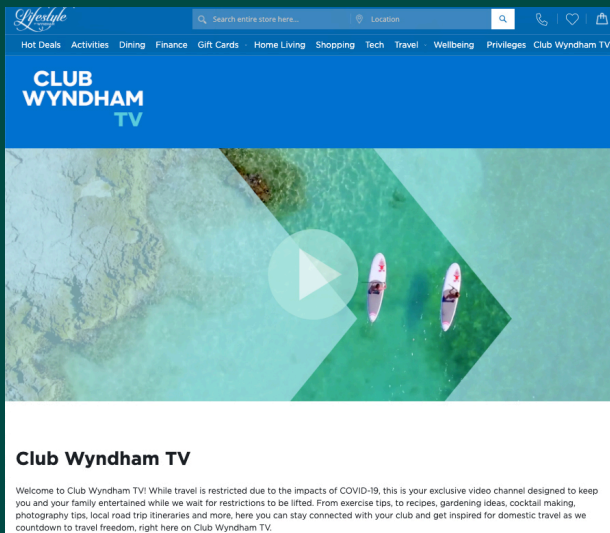 Lifestyle
BY WYNDHAM
Search entire store here... Location
Hot Deals Activities Dining Finance Gift Cards Home Living Shopping Tech Travel Wellbeing Privileges Club Wyndham TV
CLUB
WYNDHAM
TV
Club Wyndham TV
Welcome to Club Wyndham TV! While travel is restricted due to the impacts of COVID-19, this is your exclusive video channel designed to keep
you and your family entertained while we wait for restrictions to be lifted. From exercise tips, to recipes, gardening ideas, cocktail making,
photography tips, local road trip itineraries and more, here you can stay connected with your club and get inspired for domestic travel as we
countdown to travel freedom, right here on Club Wyndham TV.